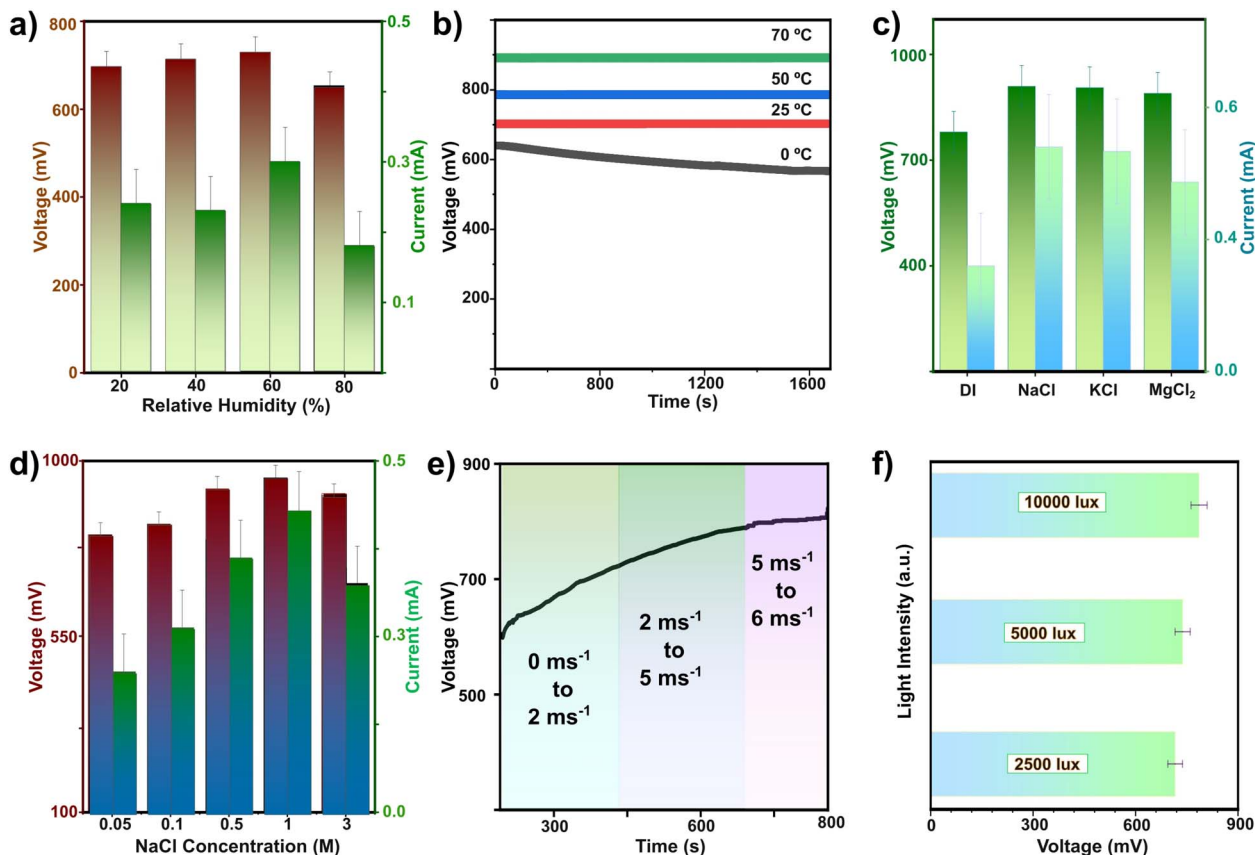 a)
800
600
400
200
0
Voltage (mV)
0.5
0.3
0.1
Current (mA)
20 40 60 80
Relative Humidity (%)
b)
800
600
400
200
0
Voltage (mV)
70 ºC
50 ºC
25 ºC
0 ºC
0 800 1200 1600
Time (s)
c)
1000
700
400
Voltage (mV)
0.6
0.4
0.0
Current (mA)
DI NaCl KCl MgCl₂
d)
1000
550
100
Voltage (mV)
0.5
0.3
0.0
Current (mA)
0.05 0.1 0.5 1 3
NaCl Concentration (M)
e)
900
700
500
Voltage (mV)
0 ms⁻¹
to
2 ms⁻¹
2 ms⁻¹
to
5 ms⁻¹
5 ms⁻¹
to
6 ms⁻¹
300 600 800
Time (s)
f)
Light Intensity (a.u.)
10000 lux
5000 lux
2500 lux
0 300 600 900
Voltage (mV)